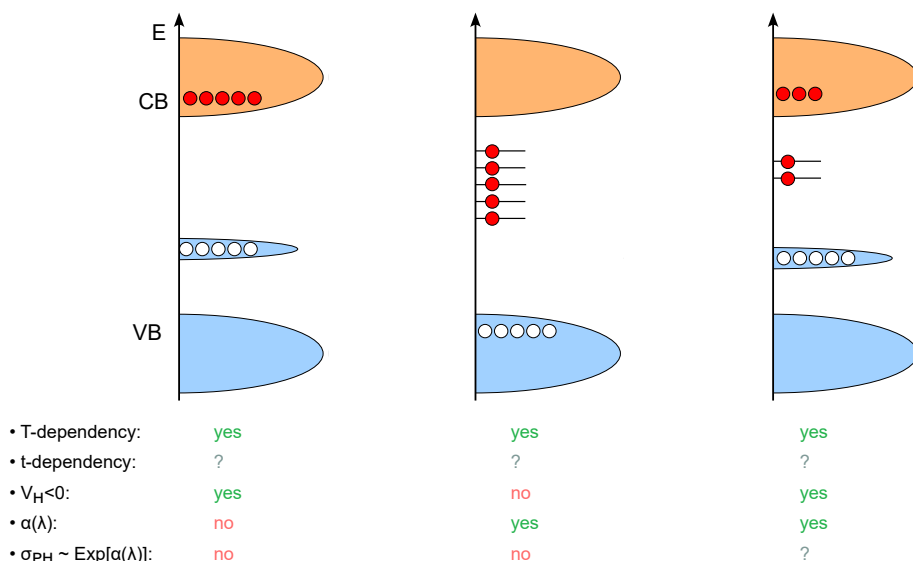 E
CB
VB
• T-dependency: yes yes yes
• t-dependency: ? ? ?
• V_H<0: yes no yes
• α(λ): no yes yes
• σ_PH ~ Exp[α(λ)]: no no ?